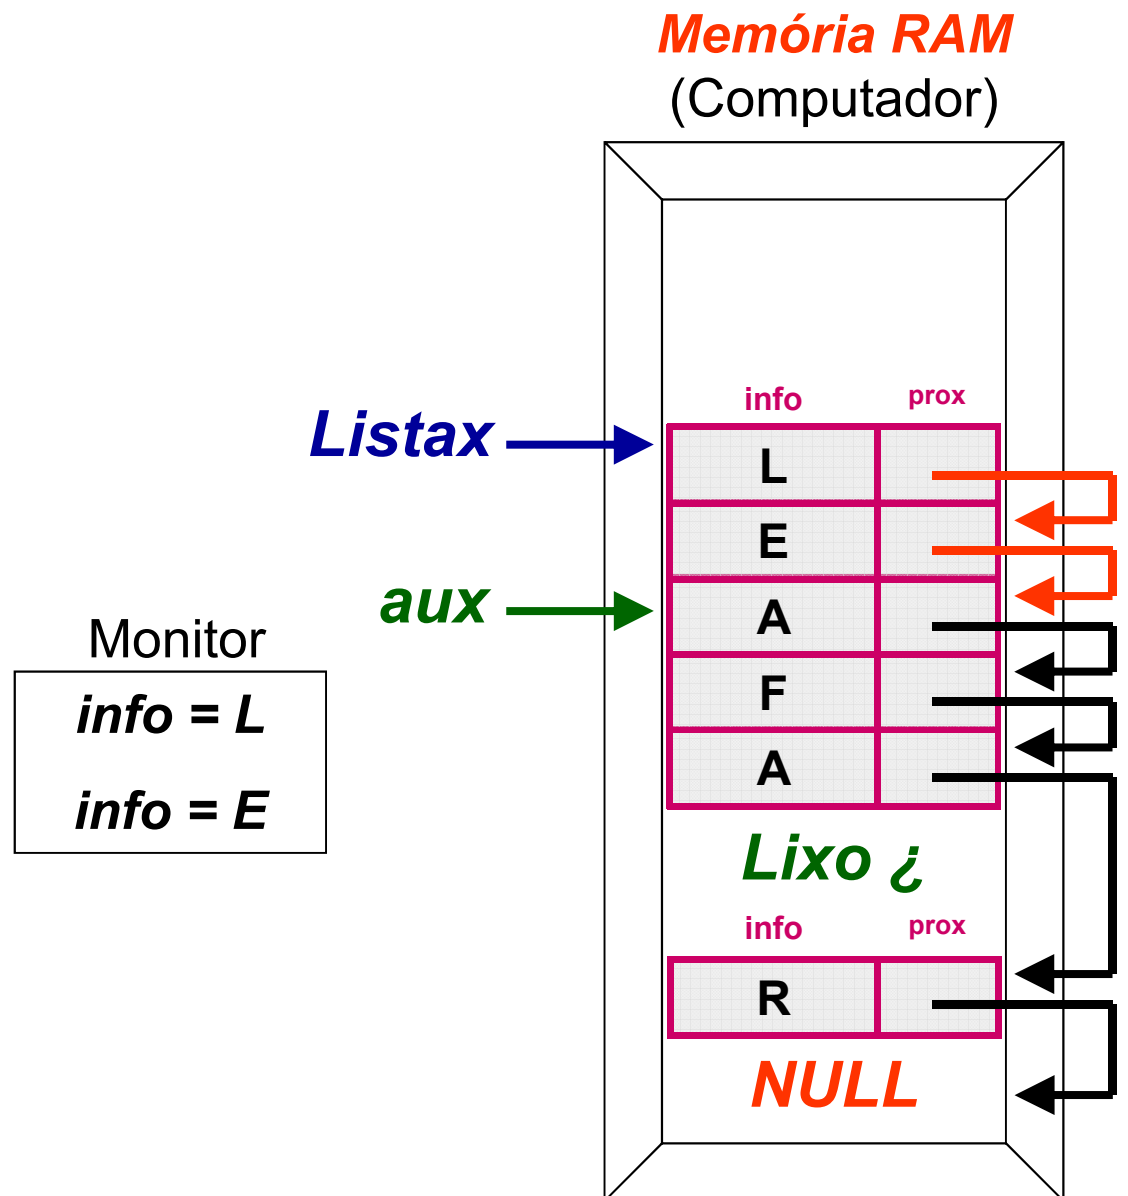 Memória RAM
(Computador)
info prox
Listax
L
E
aux
A
Monitor
F
info = L
A
info = E
Lixo ¿
info prox
R
NULL